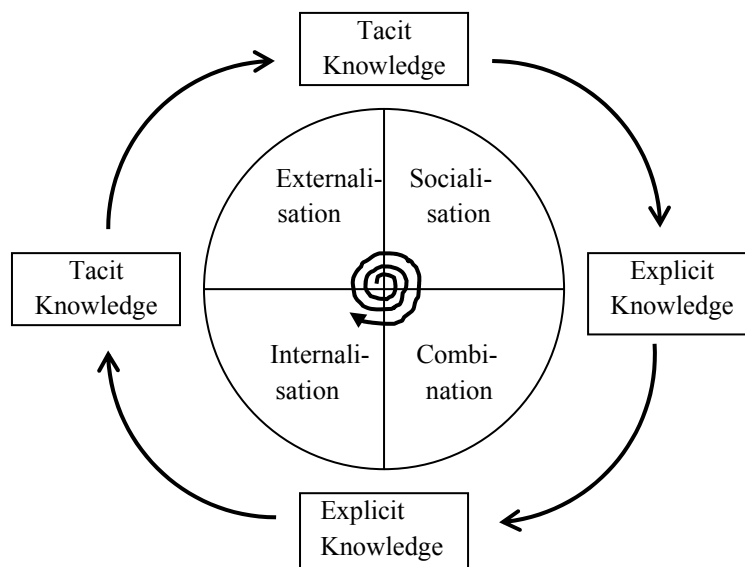 Tacit
Knowledge
Externali-
sation
Sociali-
sation
Tacit
Knowledge
Explicit
Knowledge
Internali-
sation
Combi-
nation
Explicit
Knowledge